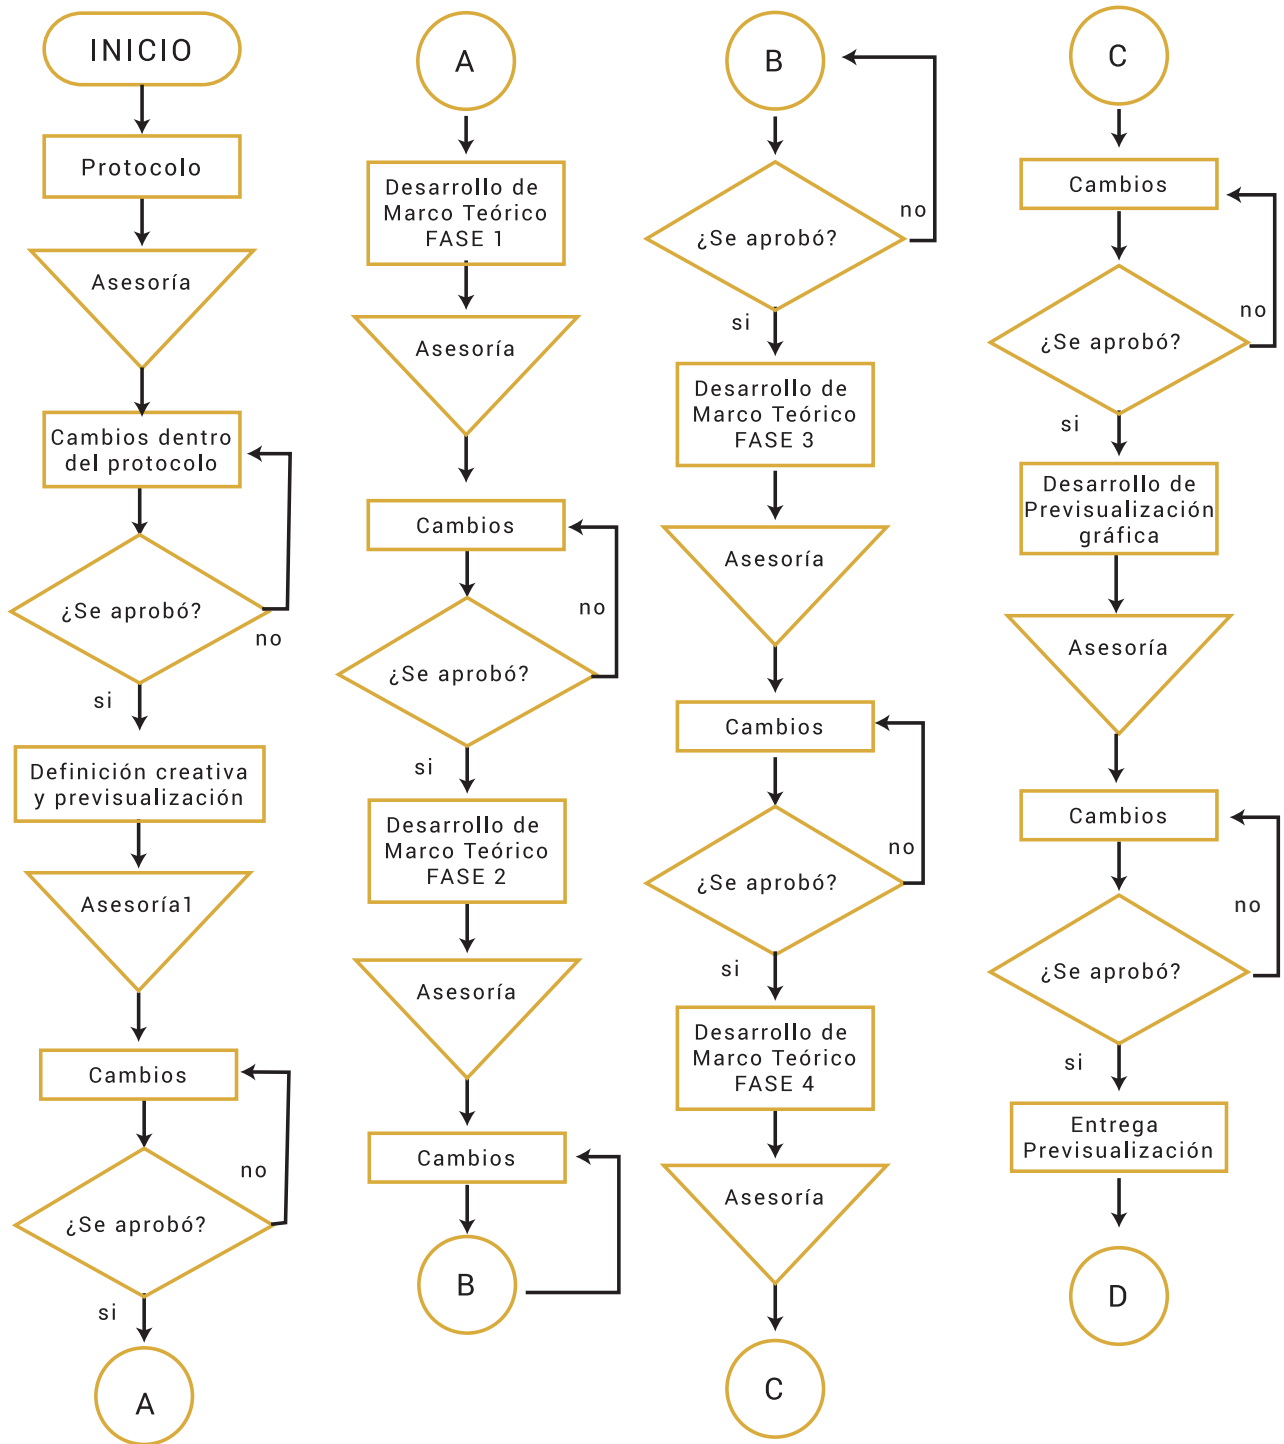 INICIO
Protocolo
Asesoría
Cambios dentro
del protocolo
¿Se aprobó?
no
si
Definición creativa
y previsualización
Asesoría1
Cambios
no
¿Se aprobó?
si
A
A
Desarrollo de
Marco Teórico
FASE 1
Asesoría
Cambios
no
¿Se aprobó?
si
Desarrollo de
Marco Teórico
FASE 2
Asesoría
Cambios
B
B
no
¿Se aprobó?
si
Desarrollo de
Marco Teórico
FASE 3
Asesoría
Cambios
no
¿Se aprobó?
si
Desarrollo de
Marco Teórico
FASE 4
Asesoría
C
C
Cambios
no
¿Se aprobó?
si
Desarrollo de
Previsualización
gráfica
Asesoría
Cambios
no
¿Se aprobó?
si
Entrega
Previsualización
D